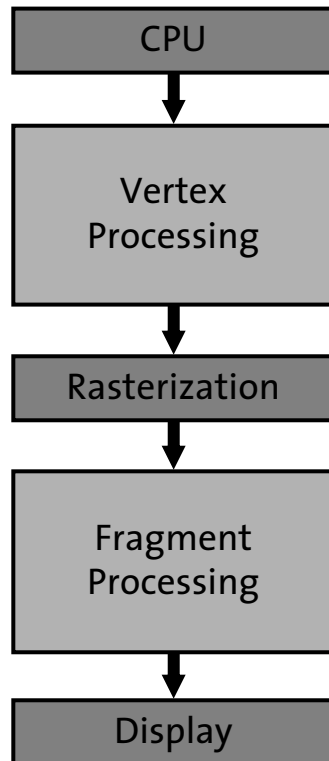 CPU
Vertex
Processing
Rasterization
Fragment
Processing
Display